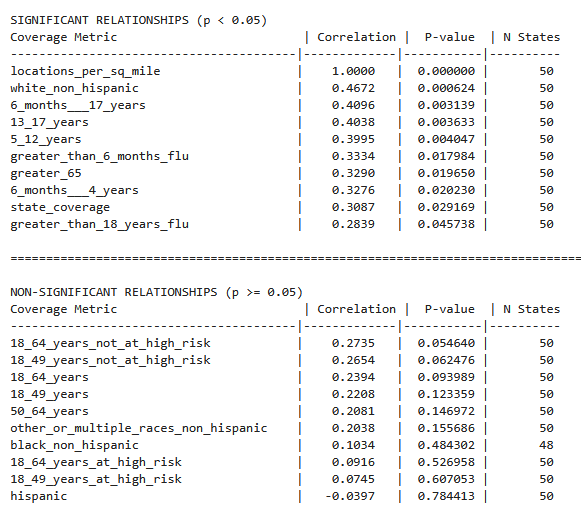 SIGNIFICANT RELATIONSHIPS (p < 0.05)
Coverage Metric | Correlation | P-value | N States
-----------------------------------|-----------|---------|----------
locations_per_sq_mile | 1.0000 | 0.000000 | 50
white_non_hispanic | 0.4672 | 0.000624 | 50
6_months___17_years | 0.4096 | 0.003139 | 50
13_17_years | 0.4038 | 0.003633 | 50
5_12_years | 0.3995 | 0.004047 | 50
greater_than_6_months_flu | 0.3334 | 0.017984 | 50
greater_65 | 0.3290 | 0.019650 | 50
6_months___4_years | 0.3276 | 0.020230 | 50
state_coverage | 0.3087 | 0.029169 | 50
greater_than_18_years_flu | 0.2839 | 0.045738 | 50
================================================================================
NON-SIGNIFICANT RELATIONSHIPS (p >= 0.05)
Coverage Metric | Correlation | P-value | N States
-----------------------------------|-----------|---------|----------
18_64_years_not_at_high_risk | 0.2735 | 0.054640 | 50
18_49_years_not_at_high_risk | 0.2654 | 0.062476 | 50
18_64_years | 0.2394 | 0.093989 | 50
18_49_years | 0.2208 | 0.123359 | 50
50_64_years | 0.2081 | 0.146972 | 50
other_or_multiple_races_non_hispanic | 0.2038 | 0.155686 | 50
black_non_hispanic | 0.1034 | 0.484302 | 48
18_64_years_at_high_risk | 0.0916 | 0.526958 | 50
18_49_years_at_high_risk | 0.0745 | 0.607053 | 50
hispanic | -0.0397 | 0.784413 | 50